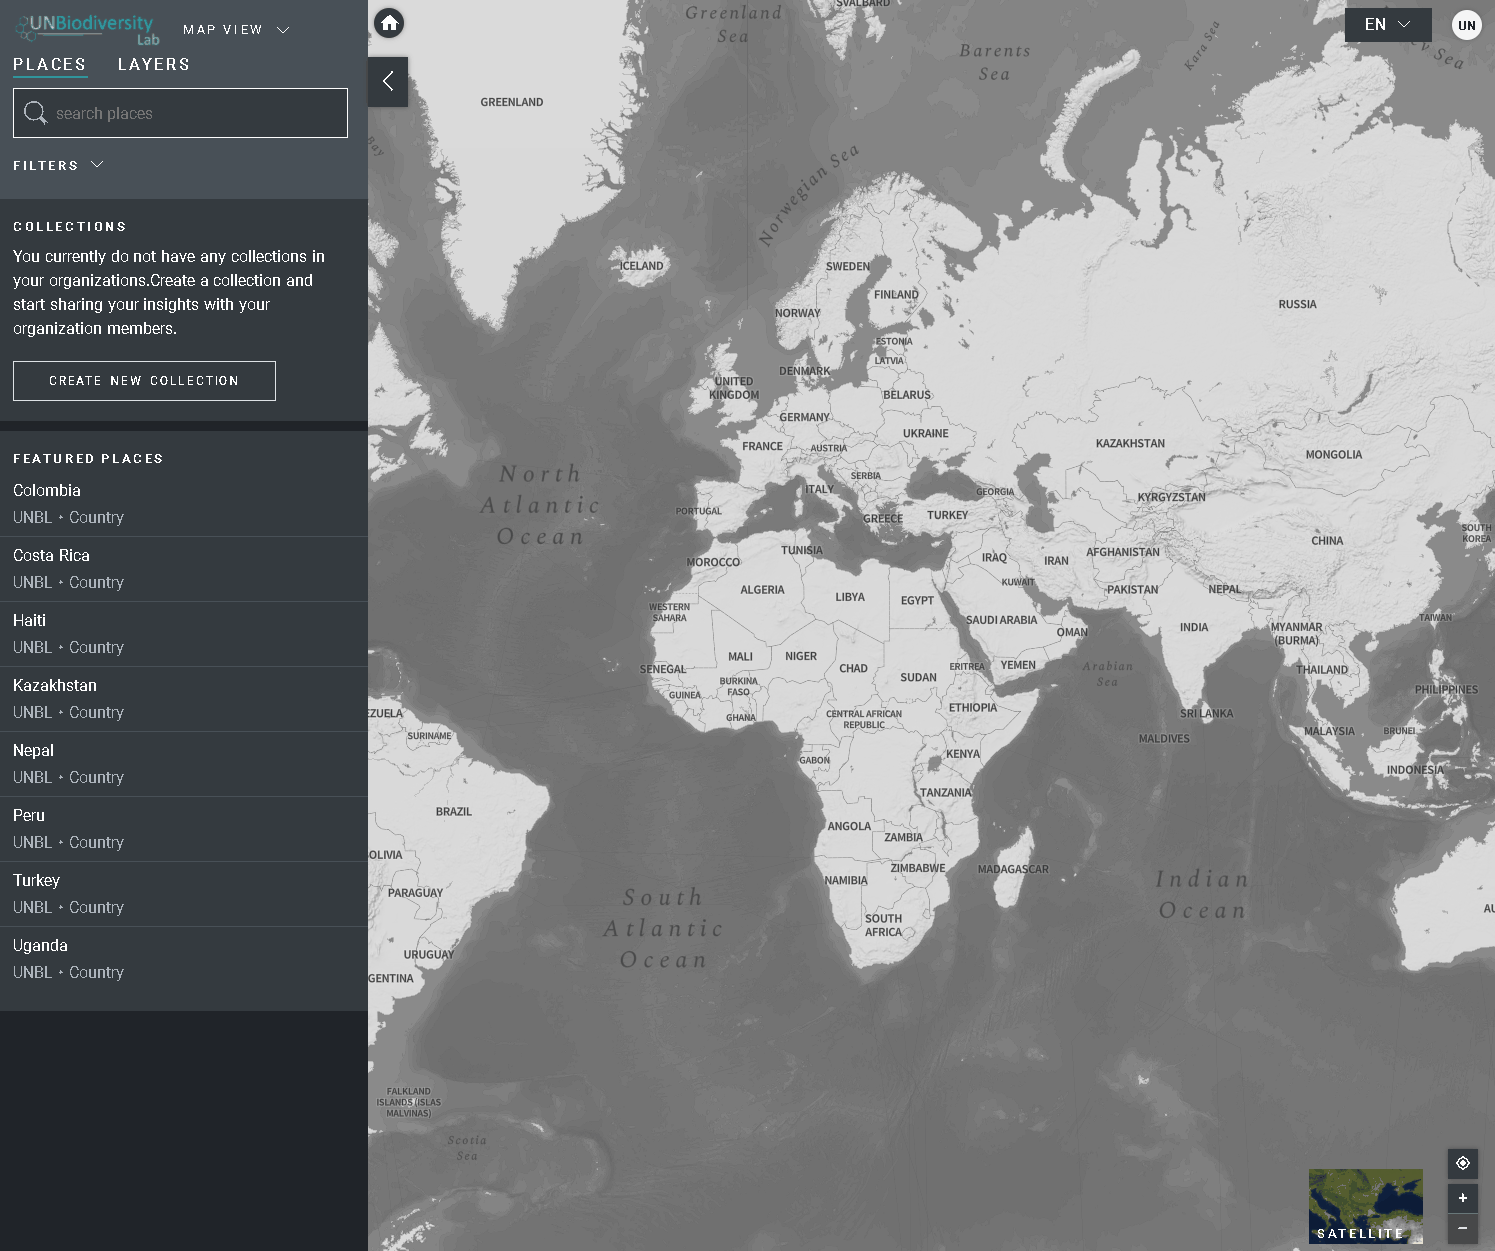 UNBiodiversity
Lab
MAP VIEW
PLACES LAYERS
search places
FILTERS
COLLECTIONS
You currently do not have any collections in
your organizations.Create a collection and
start sharing your insights with your
organization members.
CREATE NEW COLLECTION
FEATURED PLACES
Colombia
UNBL • Country
Costa Rica
UNBL • Country
Haiti
UNBL • Country
Kazakhstan
UNBL • Country
Nepal
UNBL • Country
Peru
UNBL • Country
Turkey
UNBL • Country
Uganda
UNBL • Country
EN
UN
SVALBARD
Greenland
Sea
Barents
Sea
Kara Sea
ev Sea
GREENLAND
Bay
Norwegian Sea
ICELAND
SWEDEN
FINLAND
NORWAY
RUSSIA
ESTONIA
LATVIA
DENMARK
UNITED
KINGDOM
BELARUS
GERMANY
UKRAINE
FRANCE
AUSTRIA
KAZAKHSTAN
MONGOLIA
North
Atlantic
Ocean
SERBIA
ITALY
GEORGIA
KYRGYZSTAN
PORTUGAL
GREECE
TURKEY
SOUTH
KOREA
CHINA
TUNISIA
MOROCCO
IRAQ
IRAN
AFGHANISTAN
KUWAIT
ALGERIA
LIBYA
EGYPT
PAKISTAN
NEPAL
WESTERN
SAHARA
SAUDI ARABIA
OMAN
INDIA
MYANMAR
(BURMA)
TAIWAN
MALI
NIGER
CHAD
SENEGAL
SUDAN
ERITREA
YEMEN
Arabian
Sea
THAILAND
BURKINA
FASO
GUINEA
PHILIPPINES
GHANA
CENTRAL AFRICAN
REPUBLIC
ETHIOPIA
SRI LANKA
EZUELA
SURINAME
MALDIVES
MALAYSIA
BRUNEI
GABON
KENYA
INDONESIA
TANZANIA
BRAZIL
ANGOLA
ZAMBIA
OLIVIA
ZIMBABWE
MADAGASCAR
NAMIBIA
PARAGUAY
Indian
Ocean
South
Atlantic
Ocean
SOUTH
AFRICA
AU
URUGUAY
GENTINA
FALKLAND
ISLANDS (ISLAS
MALVINAS)
Scotia
Sea
SATELLITE